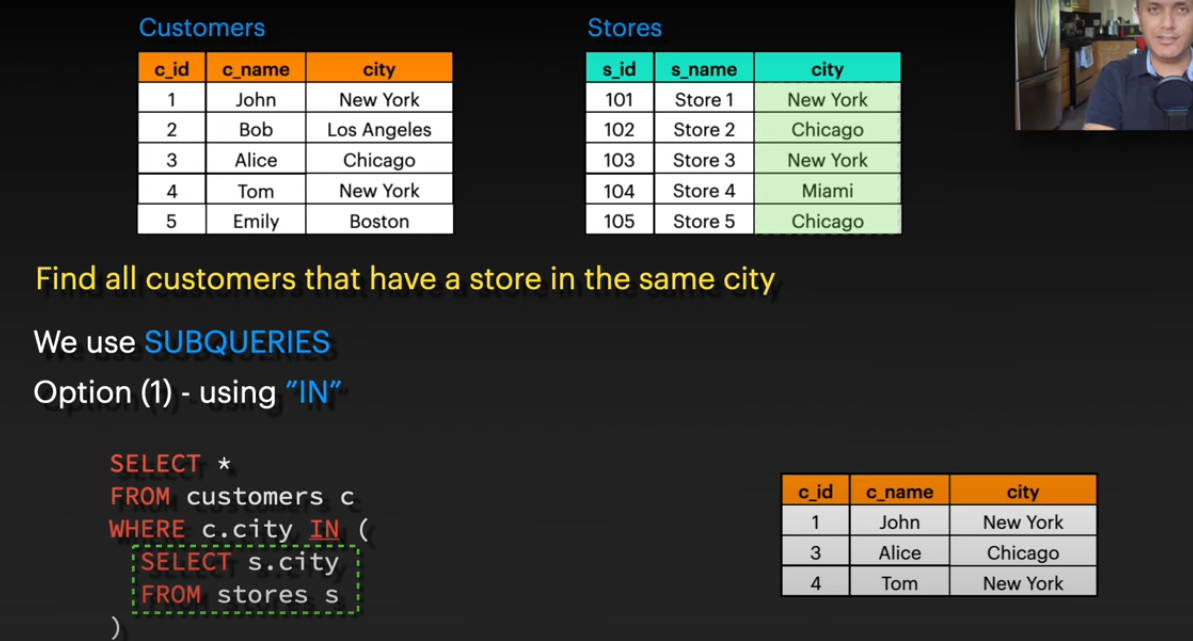 Customers
c_id c_name city
1 John New York
2 Bob Los Angeles
3 Alice Chicago
4 Tom New York
5 Emily Boston
Stores
s_id s_name city
101 Store 1 New York
102 Store 2 Chicago
103 Store 3 New York
104 Store 4 Miami
105 Store 5 Chicago
Find all customers that have a store in the same city
We use SUBQUERIES
Option (1) - using “IN”
SELECT *
FROM customers c
WHERE c.city IN (
SELECT s.city
FROM stores s
)
c_id c_name city
1 John New York
3 Alice Chicago
4 Tom New York